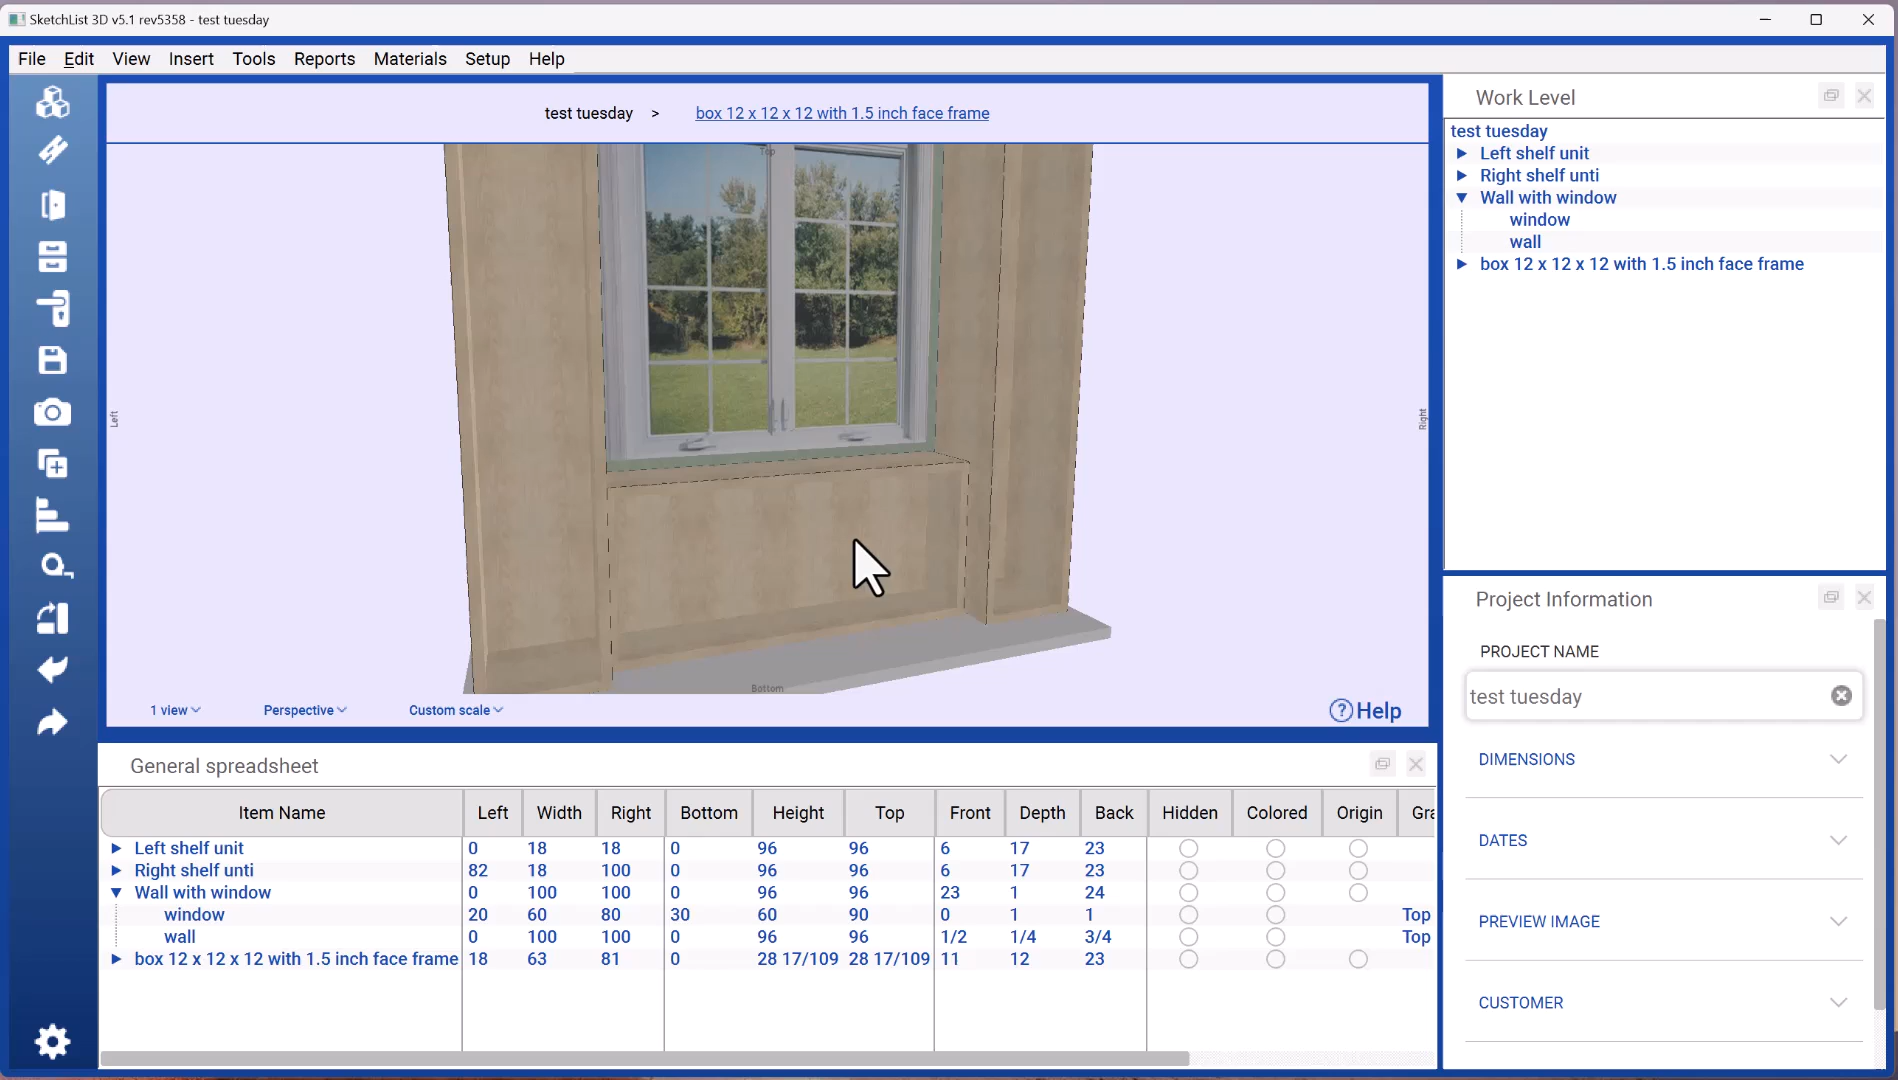 SketchList 3D v5.1 rev5358 - test tuesday
File Edit View Insert Tools Reports Materials Setup Help
test tuesday > box 12 x 12 x 12 with 1.5 inch face frame
Top
Left
Right
Bottom
1 view Perspective Custom scale Help
Work Level
test tuesday
Left shelf unit
Right shelf unti
Wall with window
window
wall
box 12 x 12 x 12 with 1.5 inch face frame
Project Information
PROJECT NAME
test tuesday
DIMENSIONS
DATES
PREVIEW IMAGE
CUSTOMER
General spreadsheet
Item Name Left Width Right Bottom Height Top Front Depth Back Hidden Colored Origin Gra
Left shelf unit 0 18 18 0 96 96 6 17 23
Right shelf unti 82 18 100 0 96 96 6 17 23
Wall with window 0 100 100 0 96 96 23 1 24
window 20 60 80 30 60 90 0 1 1 Top
wall 0 100 100 0 96 96 1/2 1/4 3/4 Top
box 12 x 12 x 12 with 1.5 inch face frame 18 63 81 0 28 17/109 28 17/109 11 12 23